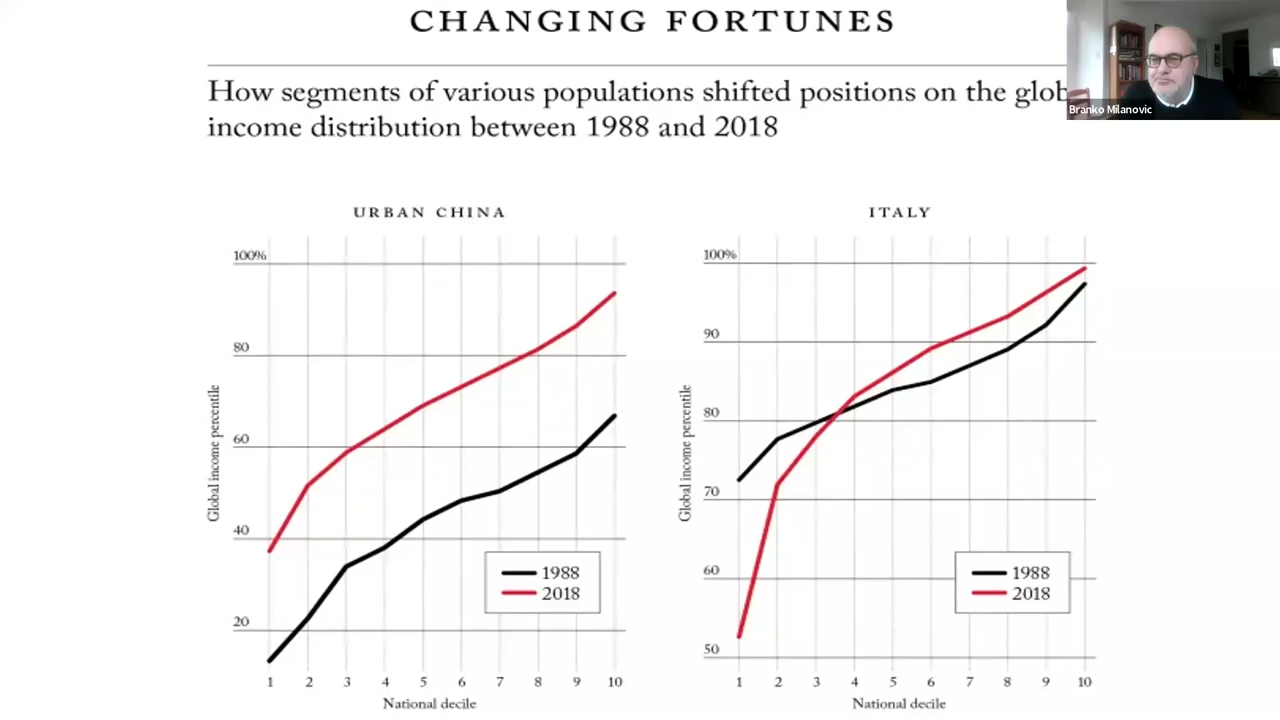 CHANGING FORTUNES
Branko Milanovic
How segments of various populations shifted positions on the glob
income distribution between 1988 and 2018
URBAN CHINA
100%
80
60
40
20
Global income percentile
1988
2018
1 2 3 4 5 6 7 8 9 10
National decile
ITALY
100%
90
80
70
60
50
Global income percentile
1988
2018
1 2 3 4 5 6 7 8 9 10
National decile